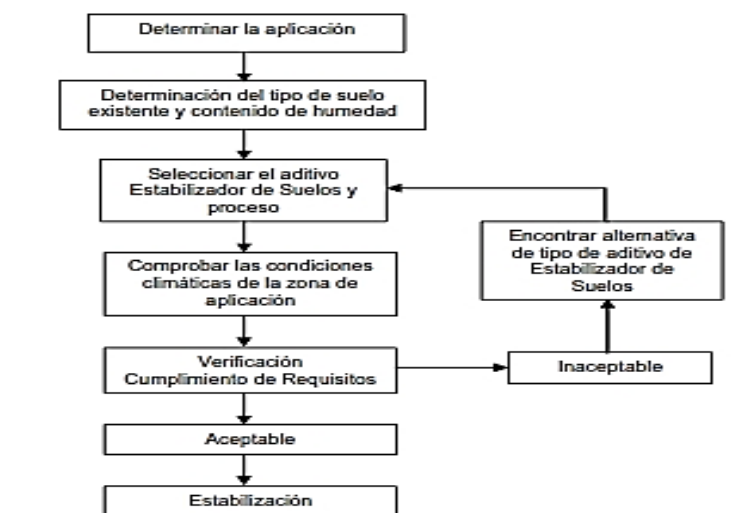 Determinar la aplicación
Determinación del tipo de suelo
existente y contenido de humedad
Seleccionar el aditivo
Estabilizador de Suelos y
proceso
Comprobar las condiciones
climáticas de la zona de
aplicación
Verificación
Cumplimiento de Requisitos
Aceptable
Estabilización
Encontrar alternativa
de tipo de aditivo de
Estabilizador de
Suelos
Inaceptable